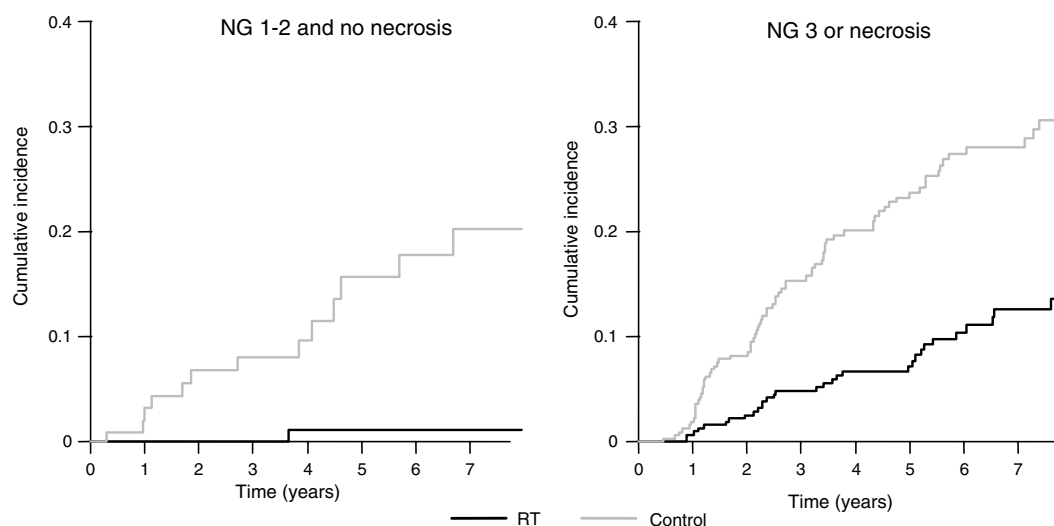 NG 1-2 and no necrosis
0.4
0.3
0.2
0.1
0
Cumulative incidence
0 1 2 3 4 5 6 7
Time (years)
NG 3 or necrosis
0.4
0.3
0.2
0.1
0
Cumulative incidence
0 1 2 3 4 5 6 7
Time (years)
RT Control